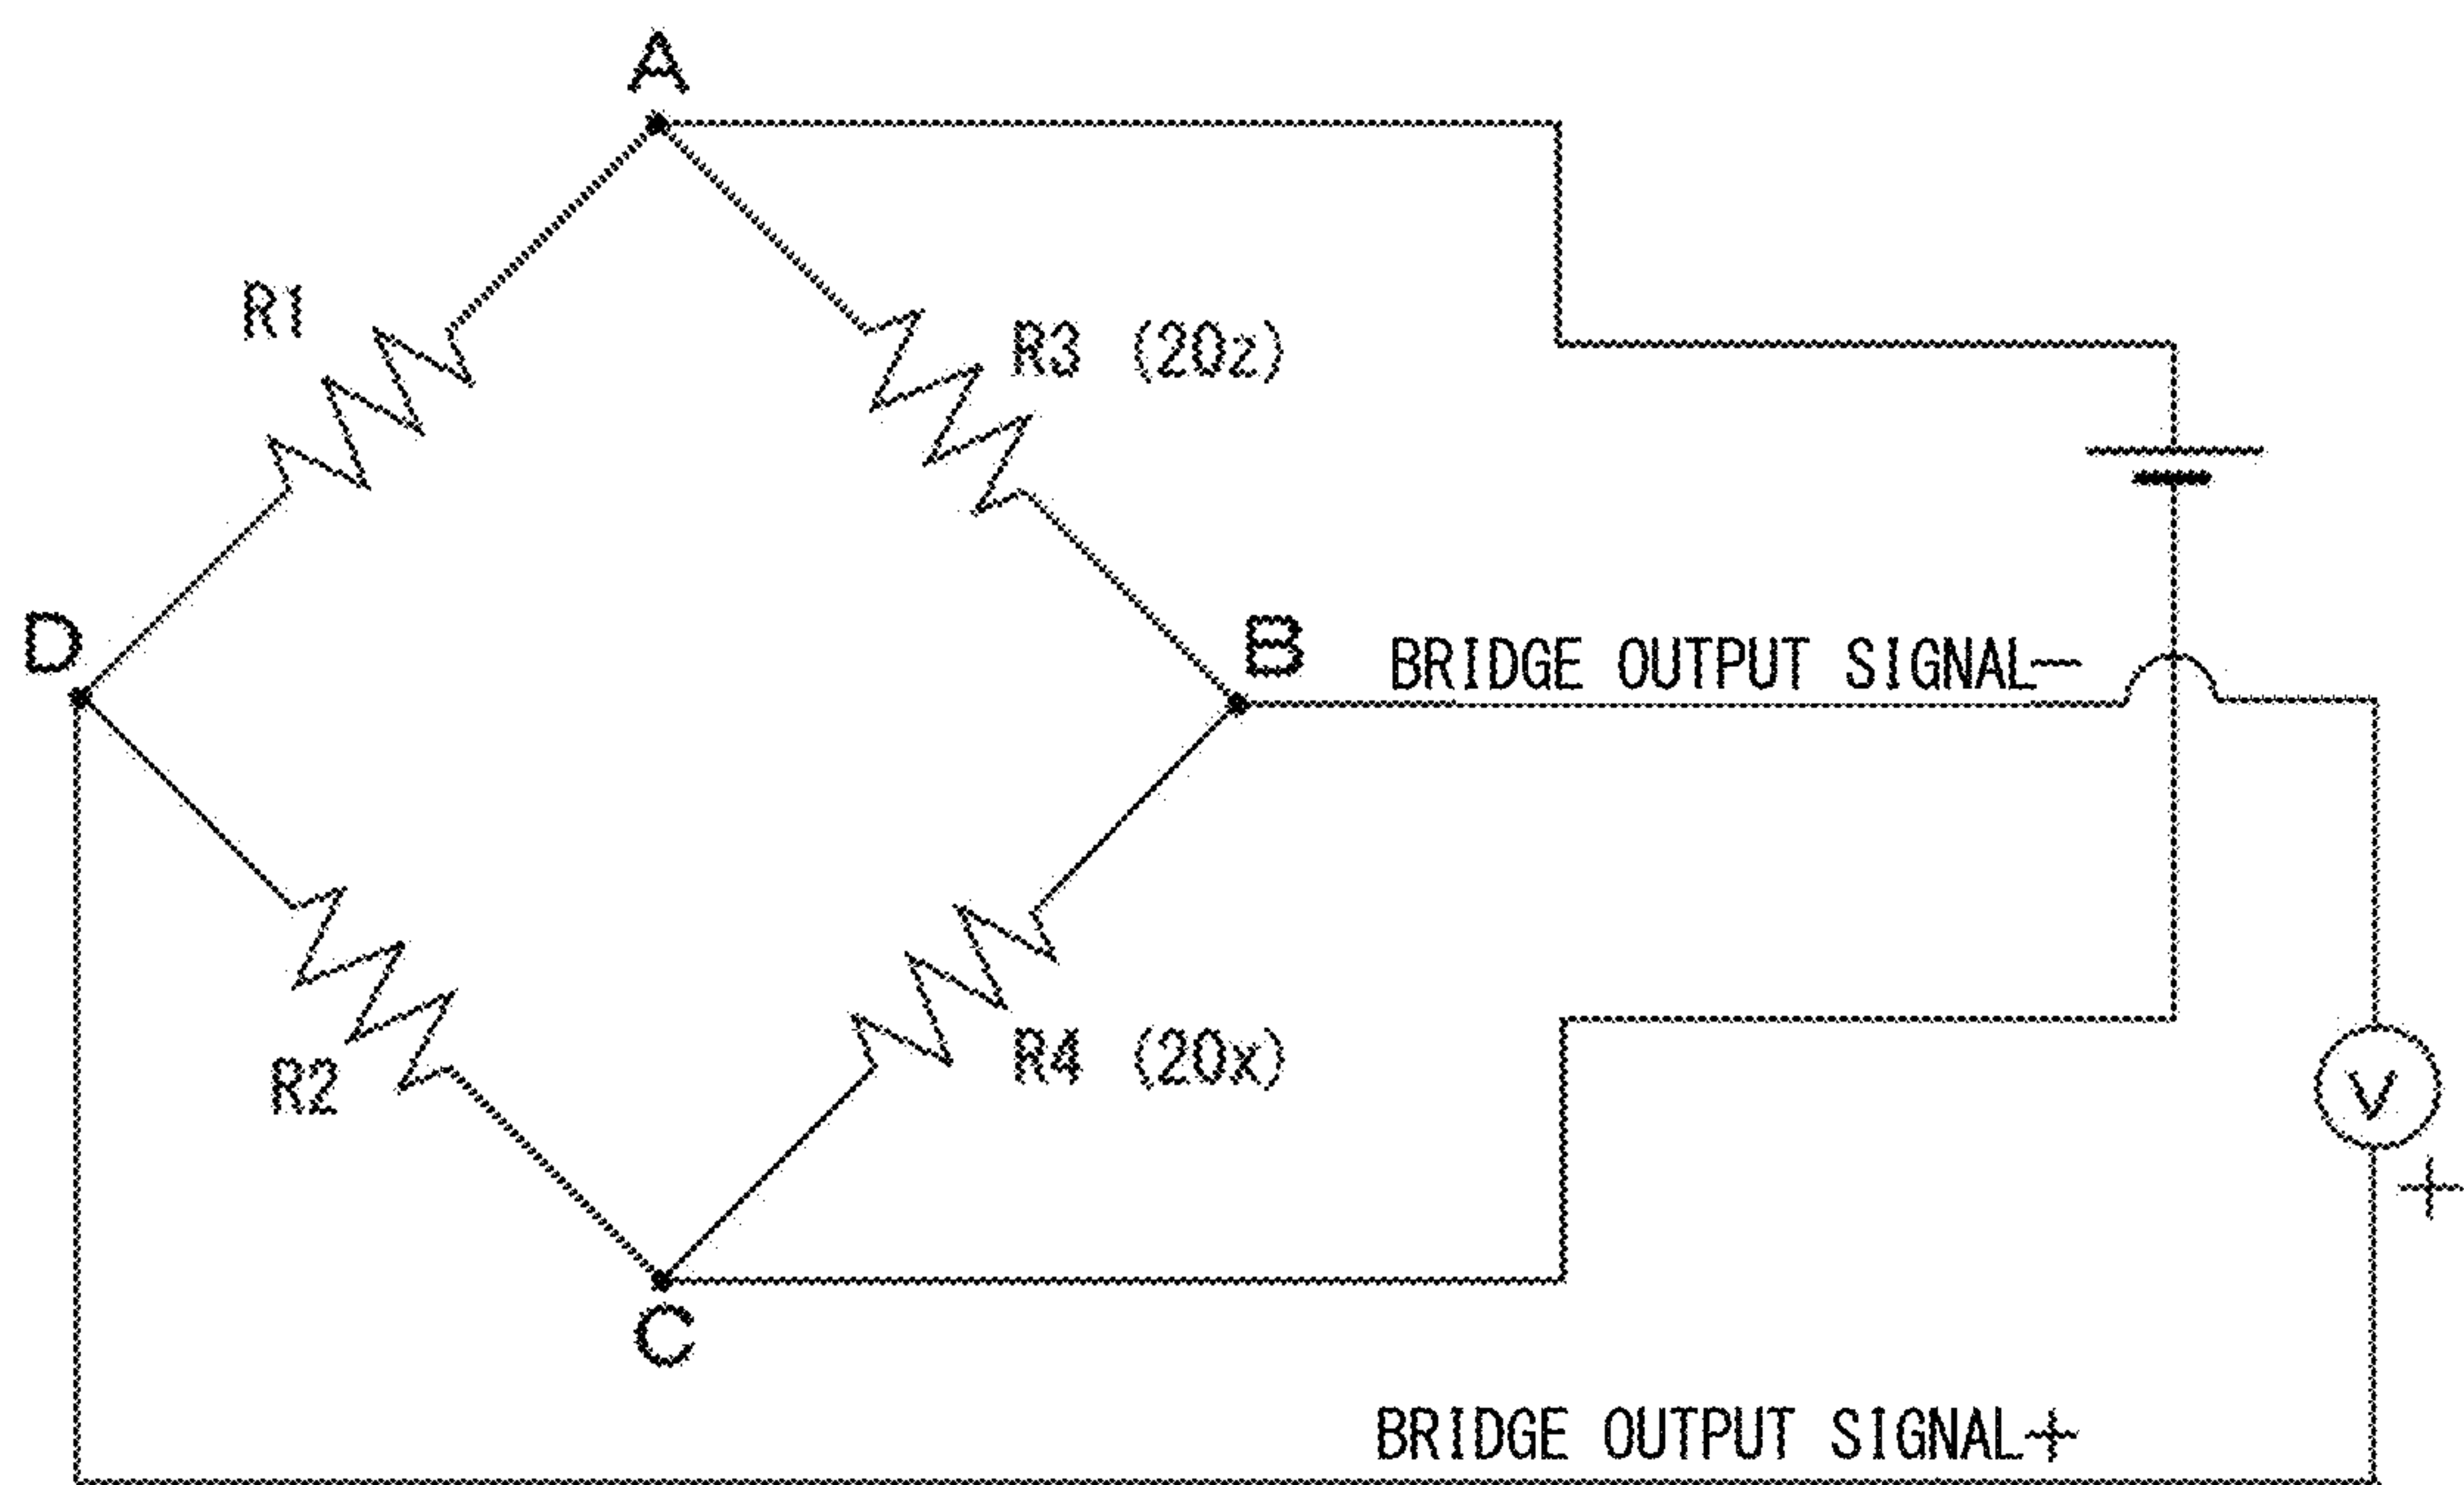 A
R1
R3 (20z)
D
B
BRIDGE OUTPUT SIGNAL−
R2
R4 (20x)
V
+
C
BRIDGE OUTPUT SIGNAL+